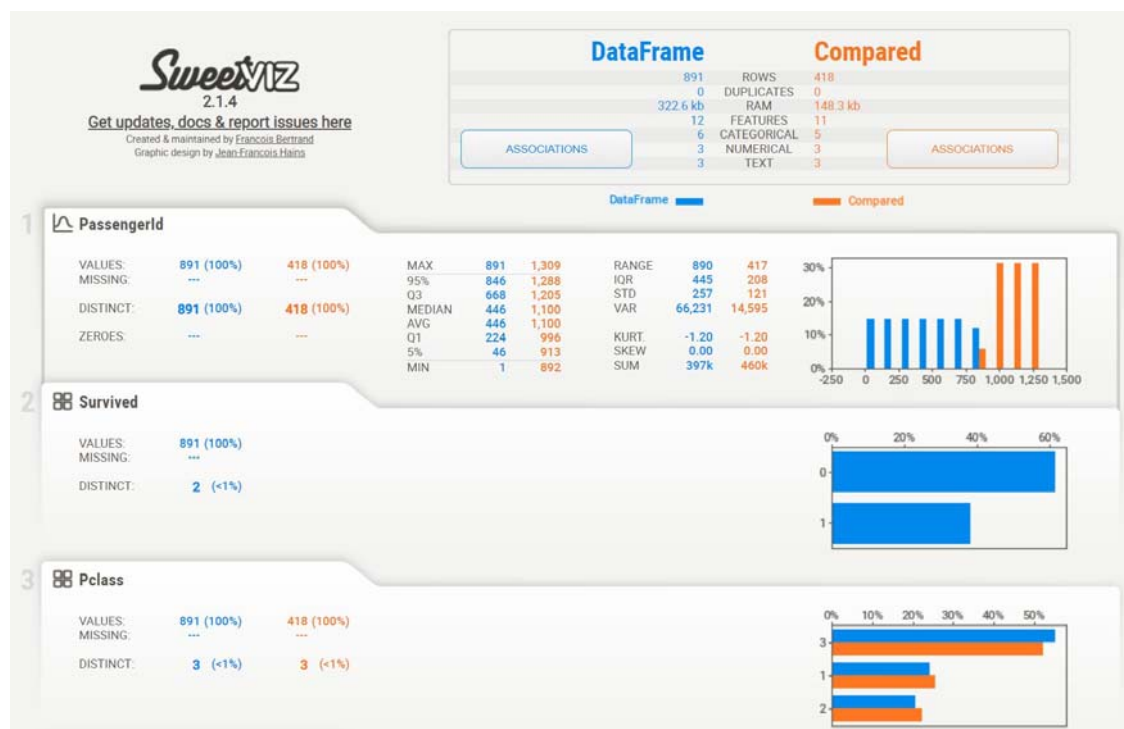 SweetVIZ
2.1.4
Get updates, docs & report issues here
Created & maintained by Francois Bertrand
Graphic design by Jean-Francois Hains
DataFrame Compared
891 ROWS 418
0 DUPLICATES 0
322.6 kb RAM 148.3 kb
12 FEATURES 11
6 CATEGORICAL 5
3 NUMERICAL 3
3 TEXT 3
ASSOCIATIONS
ASSOCIATIONS
DataFrame
Compared
1 PassengerId
VALUES: 891 (100%) 418 (100%)
MISSING: --- ---
DISTINCT: 891 (100%) 418 (100%)
ZEROES: --- ---
MAX 891 1,309
95% 846 1,288
Q3 668 1,205
MEDIAN 446 1,100
AVG 446 1,100
Q1 224 996
5% 46 913
MIN 1 892
RANGE 890 417
IQR 445 208
STD 257 121
VAR 66,231 14,595
KURT. -1.20 -1.20
SKEW 0.00 0.00
SUM 397k 460k
30%
20%
10%
0%
-250 0 250 500 750 1,000 1,250 1,500
2 Survived
VALUES: 891 (100%)
MISSING: ---
DISTINCT: 2 (<1%)
0% 20% 40% 60%
0
1
3 Pclass
VALUES: 891 (100%) 418 (100%)
MISSING: --- ---
DISTINCT: 3 (<1%) 3 (<1%)
0% 10% 20% 30% 40% 50%
3
1
2